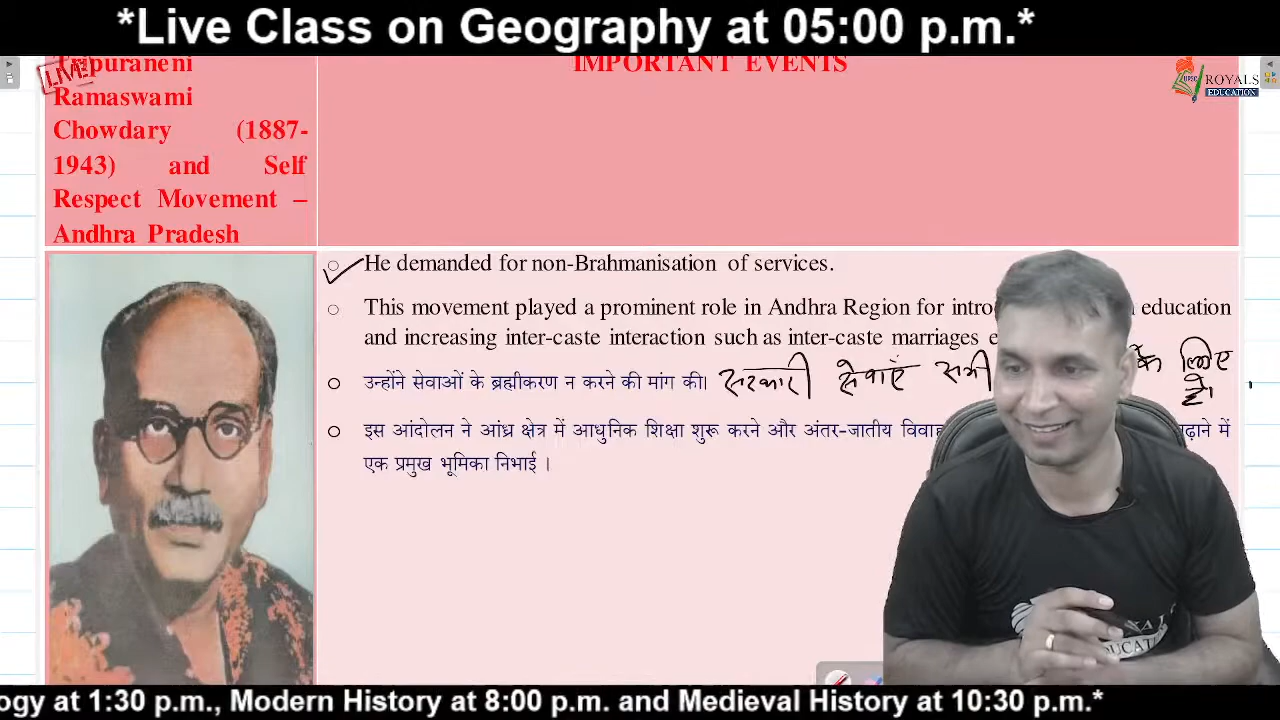 *Live Class on Geography at 05:00 p.m.*
Tripuraneni
LIVE
Ramaswami
Chowdary (1887-
1943) and Self
Respect Movement –
Andhra Pradesh
IMPORTANT EVENTS
UPSC ROYALS
EDUCATION
He demanded for non-Brahmanisation of services.
This movement played a prominent role in Andhra Region for education
and increasing inter-caste interaction such as inter-caste marriages
उन्होंने सेवाओं के ब्रह्मीकरण न करने की मांग की। सरकारी सेवाएं सभी के लिए
है।
इस आंदोलन ने आंध्र क्षेत्र में आधुनिक शिक्षा शुरू करने और अंतर-जातीय में
एक प्रमुख भूमिका निभाई ।
at 1:30 p.m., Modern History at 8:00 p.m. and Medieval History at 10:30 p.m.*